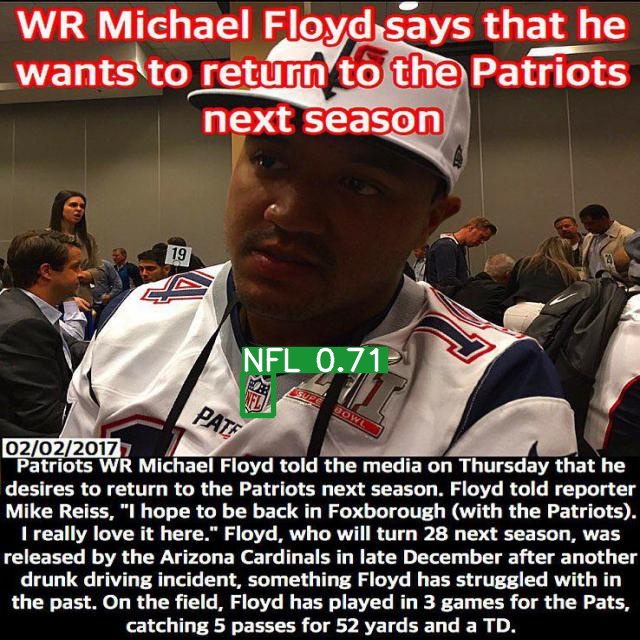 WR Michael Floyd says that he
wants to return to the Patriots
next season
19
NFL 0.71
NFL
SUPER BOWL
LI
PATR
02/02/2017
Patriots WR Michael Floyd told the media on Thursday that he
desires to return to the Patriots next season. Floyd told reporter
Mike Reiss, "I hope to be back in Foxborough (with the Patriots).
I really love it here." Floyd, who will turn 28 next season, was
released by the Arizona Cardinals in late December after another
drunk driving incident, something Floyd has struggled with in
the past. On the field, Floyd has played in 3 games for the Pats,
catching 5 passes for 52 yards and a TD.